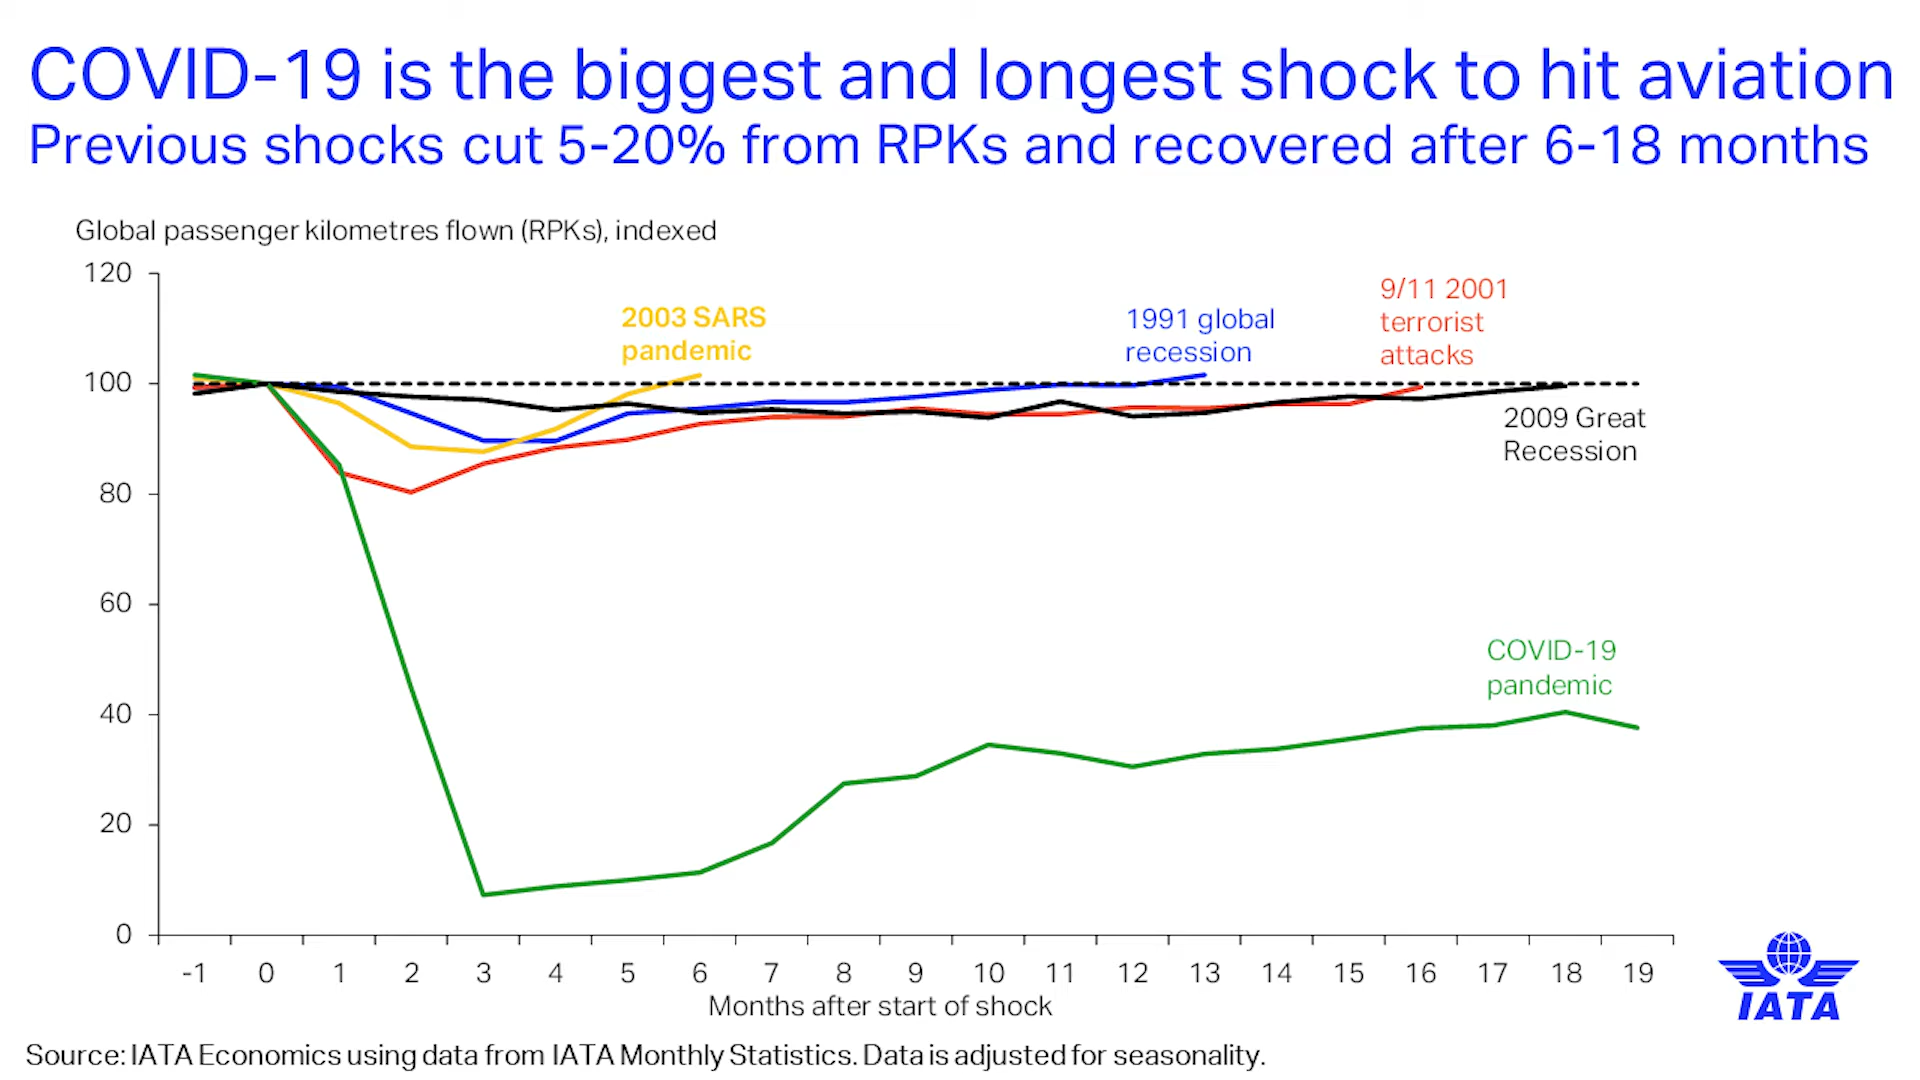 COVID-19 is the biggest and longest shock to hit aviation
Previous shocks cut 5-20% from RPKs and recovered after 6-18 months
Global passenger kilometres flown (RPKs), indexed
120
100
80
60
40
20
0
2003 SARS
pandemic
1991 global
recession
9/11 2001
terrorist
attacks
2009 Great
Recession
COVID-19
pandemic
-1 0 1 2 3 4 5 6 7 8 9 10 11 12 13 14 15 16 17 18 19
Months after start of shock
IATA
Source: IATA Economics using data from IATA Monthly Statistics. Data is adjusted for seasonality.